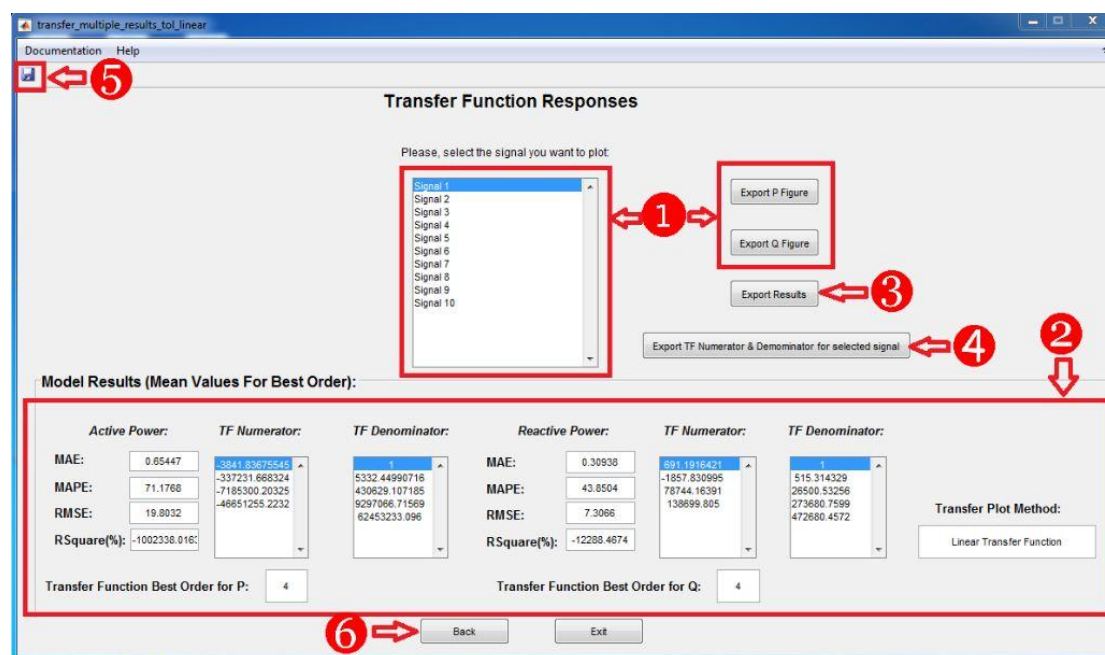 transfer_multiple_results_tol_linear
Documentation Help
5
Transfer Function Responses
Please, select the signal you want to plot:
Signal 1
Signal 2
Signal 3
Signal 4
Signal 5
Signal 6
Signal 7
Signal 8
Signal 9
Signal 10
1
Export P Figure
Export Q Figure
Export Results
3
Export TF Numerator & Demominator for selected signal
4
2
Model Results (Mean Values For Best Order):
Active Power:
TF Numerator:
TF Denominator:
Reactive Power:
TF Numerator:
TF Denominator:
MAE: 0.65447
MAPE: 71.1768
RMSE: 19.8032
RSquare(%): -1002338.016
-3841.83675545
-337231.668324
-7185300.20325
-46651255.2232
1
5332.44990716
430629.107185
9297066.71569
62453233.096
MAE: 0.30938
MAPE: 43.8504
RMSE: 7.3066
RSquare(%): -12288.4674
691.1916421
-1857.830995
78744.16391
138699.805
1
515.314329
26500.53256
273680.7599
472680.4572
Transfer Plot Method:
Linear Transfer Function
Transfer Function Best Order for P: 4
Transfer Function Best Order for Q: 4
6
Back
Exit